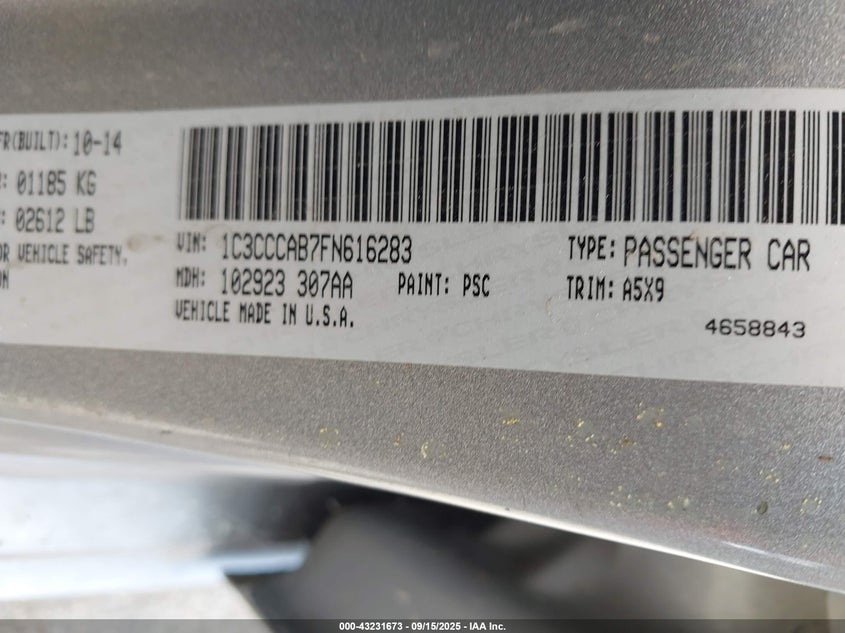 FR(BUILT): 10-14
: 01185 KG
: 02612 LB
OR VEHICLE SAFETY.
ON
VIN: 1C3CCCAB7FN616283
TYPE: PASSENGER CAR
MDH: 102923 307AA
PAINT: PSC
TRIM: A5X9
VEHICLE MADE IN U.S.A.
4658843
000-43231673 - 09/15/2025 - IAA Inc.